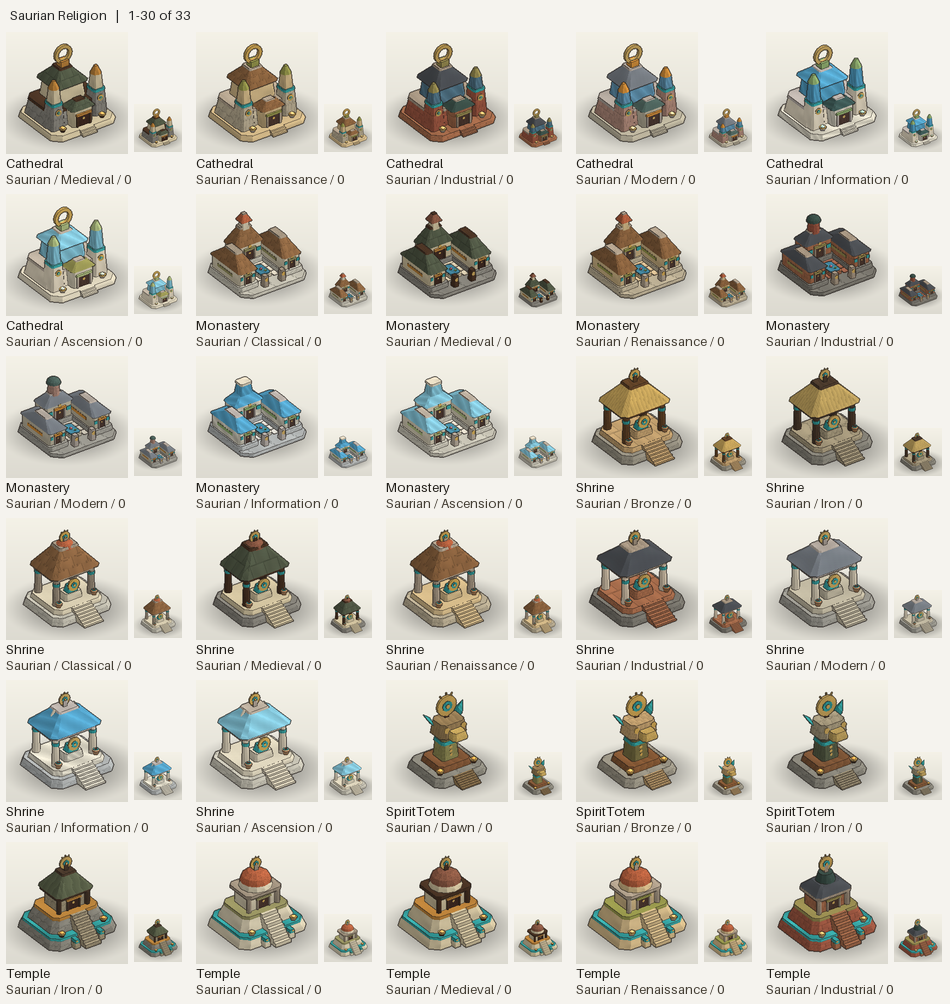 Saurian Religion | 1-30 of 33
Cathedral
Saurian / Medieval / 0
Cathedral
Saurian / Renaissance / 0
Cathedral
Saurian / Industrial / 0
Cathedral
Saurian / Modern / 0
Cathedral
Saurian / Information / 0
Cathedral
Saurian / Ascension / 0
Monastery
Saurian / Classical / 0
Monastery
Saurian / Medieval / 0
Monastery
Saurian / Renaissance / 0
Monastery
Saurian / Industrial / 0
Monastery
Saurian / Modern / 0
Monastery
Saurian / Information / 0
Monastery
Saurian / Ascension / 0
Shrine
Saurian / Bronze / 0
Shrine
Saurian / Iron / 0
Shrine
Saurian / Classical / 0
Shrine
Saurian / Medieval / 0
Shrine
Saurian / Renaissance / 0
Shrine
Saurian / Industrial / 0
Shrine
Saurian / Modern / 0
Shrine
Saurian / Information / 0
Shrine
Saurian / Ascension / 0
SpiritTotem
Saurian / Dawn / 0
SpiritTotem
Saurian / Bronze / 0
SpiritTotem
Saurian / Iron / 0
Temple
Saurian / Iron / 0
Temple
Saurian / Classical / 0
Temple
Saurian / Medieval / 0
Temple
Saurian / Renaissance / 0
Temple
Saurian / Industrial / 0